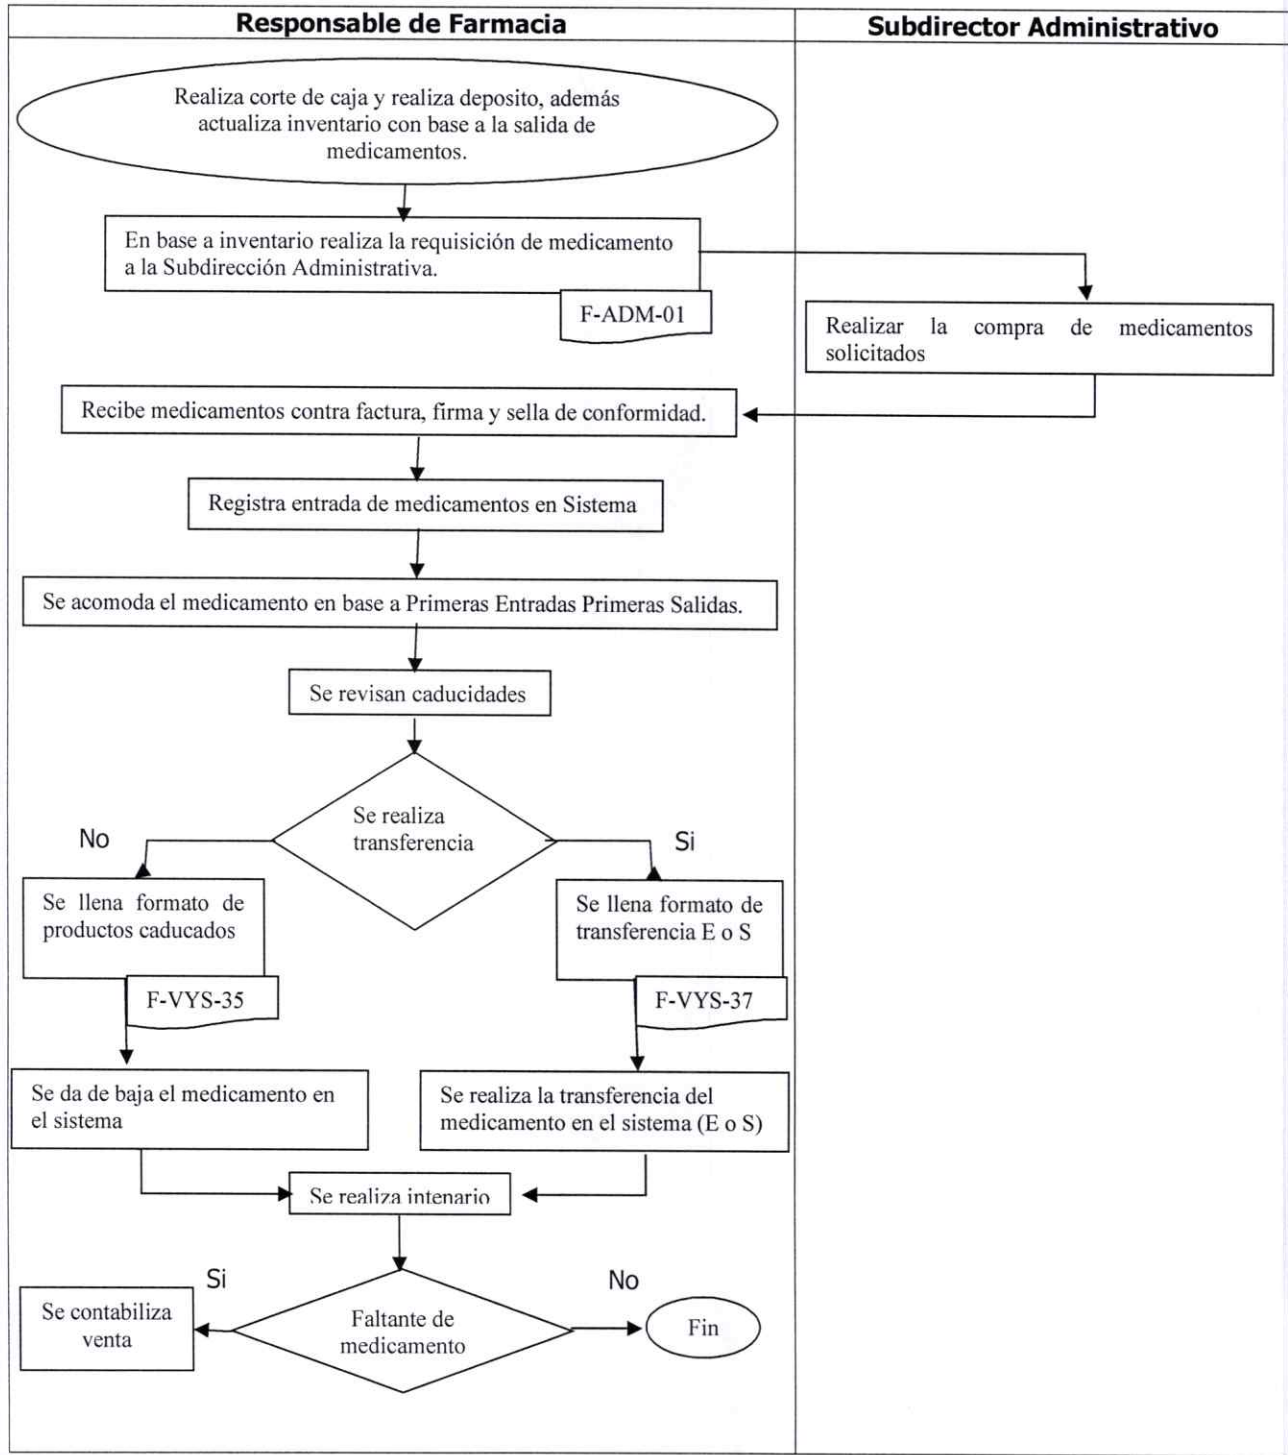 Responsable de Farmacia
Subdirector Administrativo
Realiza corte de caja y realiza deposito, además
actualiza inventario con base a la salida de
medicamentos.
En base a inventario realiza la requisición de medicamento
a la Subdirección Administrativa.
F-ADM-01
Realizar la compra de medicamentos
solicitados
Recibe medicamentos contra factura, firma y sella de conformidad.
Registra entrada de medicamentos en Sistema
Se acomoda el medicamento en base a Primeras Entradas Primeras Salidas.
Se revisan caducidades
Se realiza
transferencia
No
Si
Se llena formato de
productos caducados
F-VYS-35
Se llena formato de
transferencia E o S
F-VYS-37
Se da de baja el medicamento en
el sistema
Se realiza la transferencia del
medicamento en el sistema (E o S)
Se realiza intenario
Si
No
Se contabiliza
venta
Faltante de
medicamento
Fin